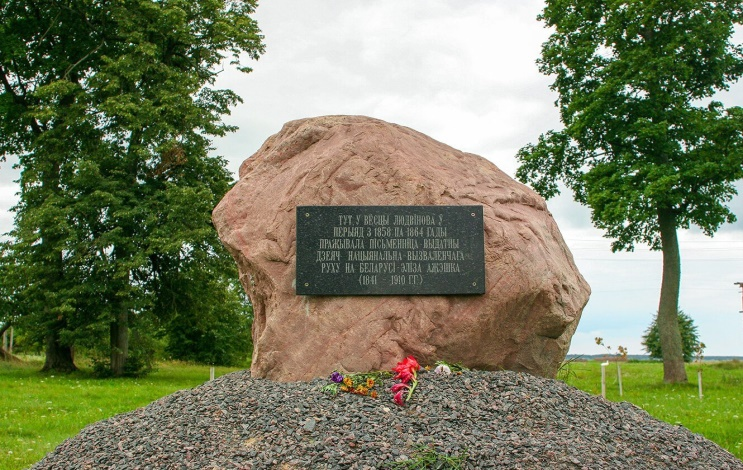 ТУТ У ВЕСЦЫ ЛЮДВІНОВА Ў
ПЕРЫЯД З 1858 ПА 1864 ГАДЫ
ПРАЖЫВАЛА ПІСЬМЕННІЦА ВЫДАТНЫ
ДЗЕЯЧ НАЦЫЯНАЛЬНА-ВЫЗВАЛЕНЧАГА
РУХУ НА БЕЛАРУСІ ЭЛІЗА АЖЭШКА
(1841 - 1910 ГГ.)